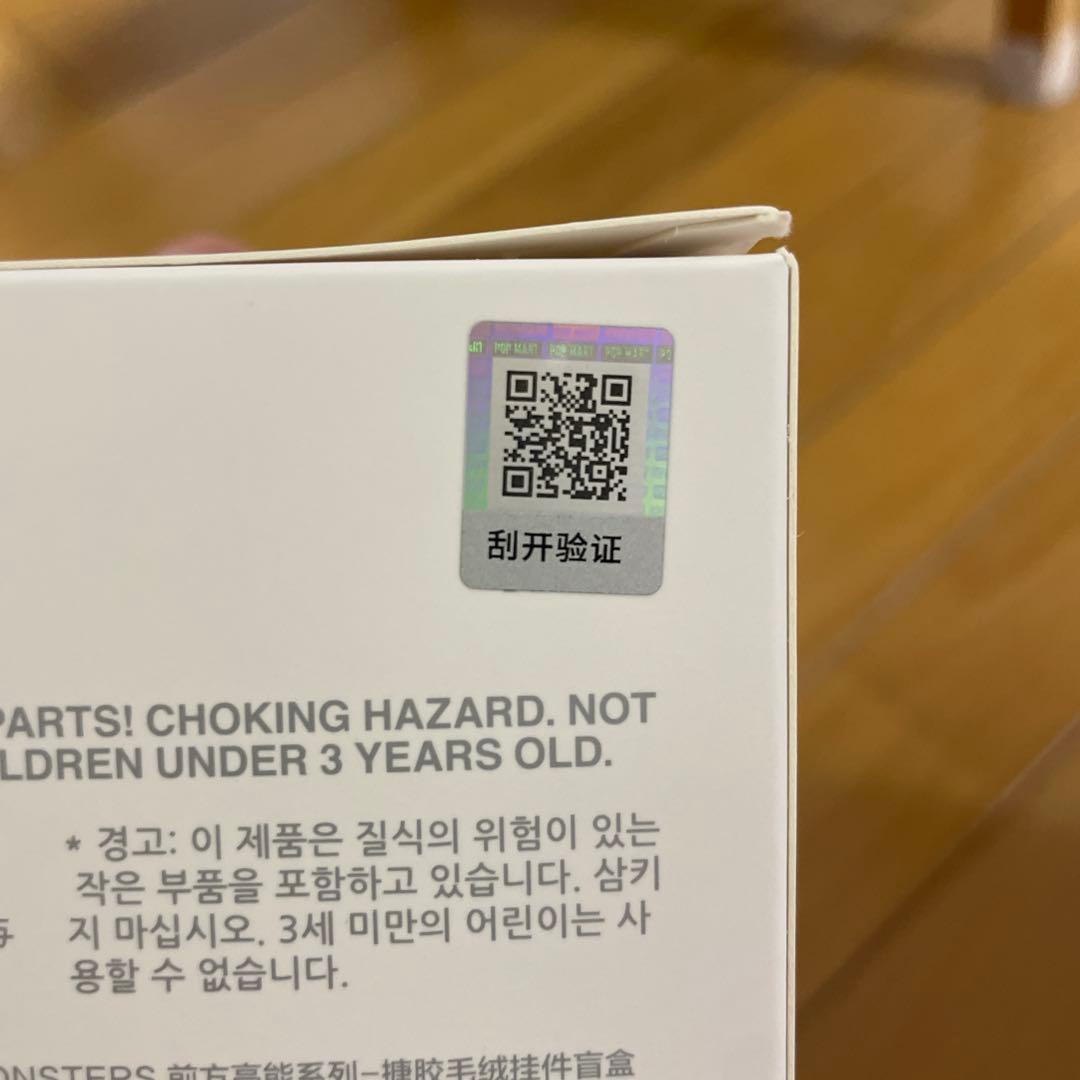 POP MART POP MART POP MART PO
刮开验证
PARTS! CHOKING HAZARD. NOT
LDREN UNDER 3 YEARS OLD.
* 경고: 이 제품은 질식의 위험이 있는
작은 부품을 포함하고 있습니다. 삼키
지 마십시오. 3세 미만의 어린이는 사
용할 수 없습니다.
ONSTERS 前方高能系列-搪胶毛绒挂件盲盒